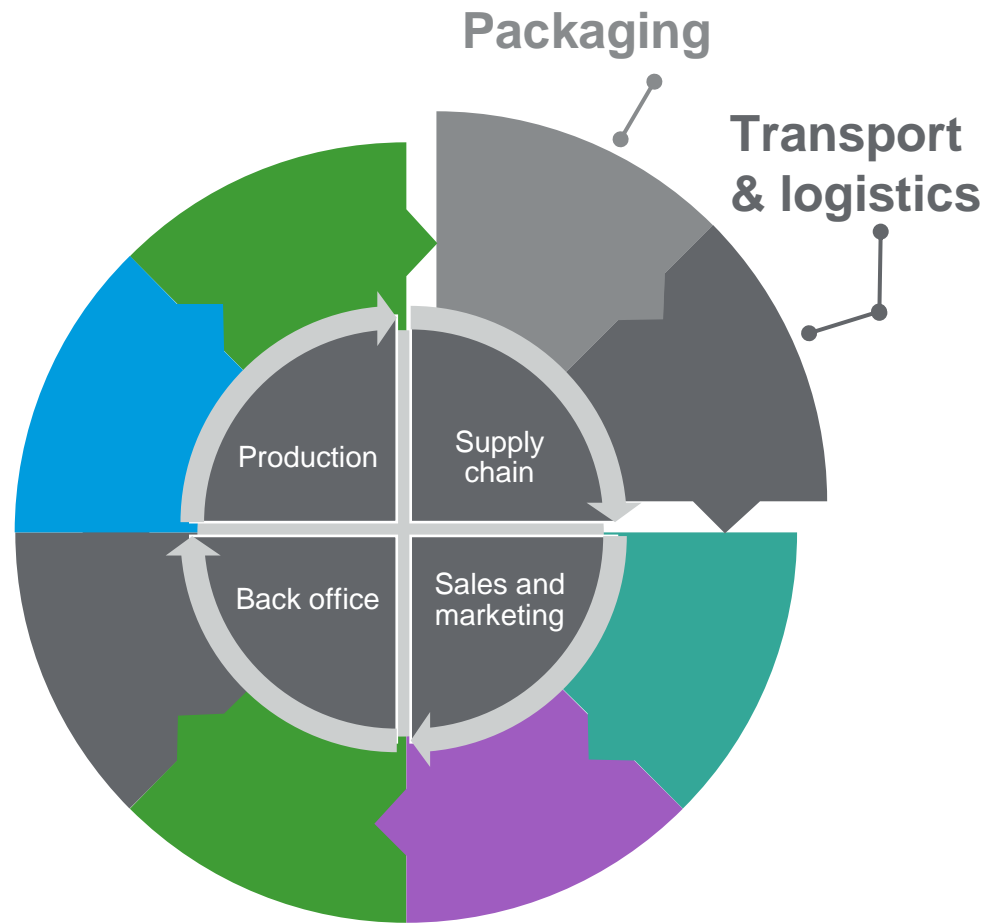 Packaging
Transport
& logistics
Production
Supply
chain
Back office
Sales and
marketing